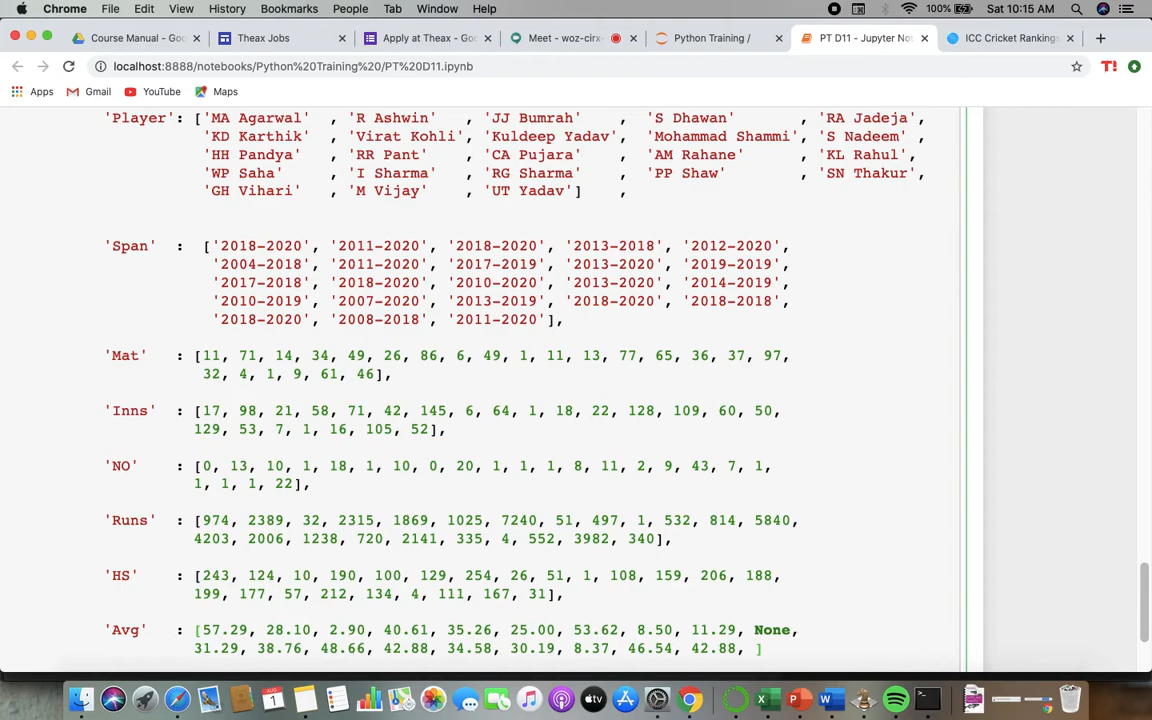 Chrome File Edit View History Bookmarks People Tab Window Help 100% Sat 10:15 AM
Course Manual - Goo Theax Jobs Apply at Theax - Goo Meet - woz-cirx- Python Training / PT D11 - Jupyter Not ICC Cricket Rankings
localhost:8888/notebooks/Python%20Training%20/PT%20D11.ipynb
Apps Gmail YouTube Maps
'Player': ['MA Agarwal' , 'R Ashwin' , 'JJ Bumrah' , 'S Dhawan' , 'RA Jadeja',
'KD Karthik' , 'Virat Kohli', 'Kuldeep Yadav', 'Mohammad Shammi', 'S Nadeem' ,
'HH Pandya' , 'RR Pant' , 'CA Pujara' , 'AM Rahane' , 'KL Rahul',
'WP Saha' , 'I Sharma' , 'RG Sharma' , 'PP Shaw' , 'SN Thakur',
'GH Vihari' , 'M Vijay' , 'UT Yadav'] ,
'Span' : ['2018-2020', '2011-2020', '2018-2020', '2013-2018', '2012-2020',
'2004-2018', '2011-2020', '2017-2019', '2013-2020', '2019-2019',
'2017-2018', '2018-2020', '2010-2020', '2013-2020', '2014-2019',
'2010-2019', '2007-2020', '2013-2019', '2018-2020', '2018-2018',
'2018-2020', '2008-2018', '2011-2020'],
'Mat' : [11, 71, 14, 34, 49, 26, 86, 6, 49, 1, 11, 13, 77, 65, 36, 37, 97,
32, 4, 1, 9, 61, 46],
'Inns' : [17, 98, 21, 58, 71, 42, 145, 6, 64, 1, 18, 22, 128, 109, 60, 50,
129, 53, 7, 1, 16, 105, 52],
'NO' : [0, 13, 10, 1, 18, 1, 10, 0, 20, 1, 1, 1, 8, 11, 2, 9, 43, 7, 1,
1, 1, 1, 22],
'Runs' : [974, 2389, 32, 2315, 1869, 1025, 7240, 51, 497, 1, 532, 814, 5840,
4203, 2006, 1238, 720, 2141, 335, 4, 552, 3982, 340],
'HS' : [243, 124, 10, 190, 100, 129, 254, 26, 51, 1, 108, 159, 206, 188,
199, 177, 57, 212, 134, 4, 111, 167, 31],
'Avg' : [57.29, 28.10, 2.90, 40.61, 35.26, 25.00, 53.62, 8.50, 11.29, None,
31.29, 38.76, 48.66, 42.88, 34.58, 30.19, 8.37, 46.54, 42.88, ]